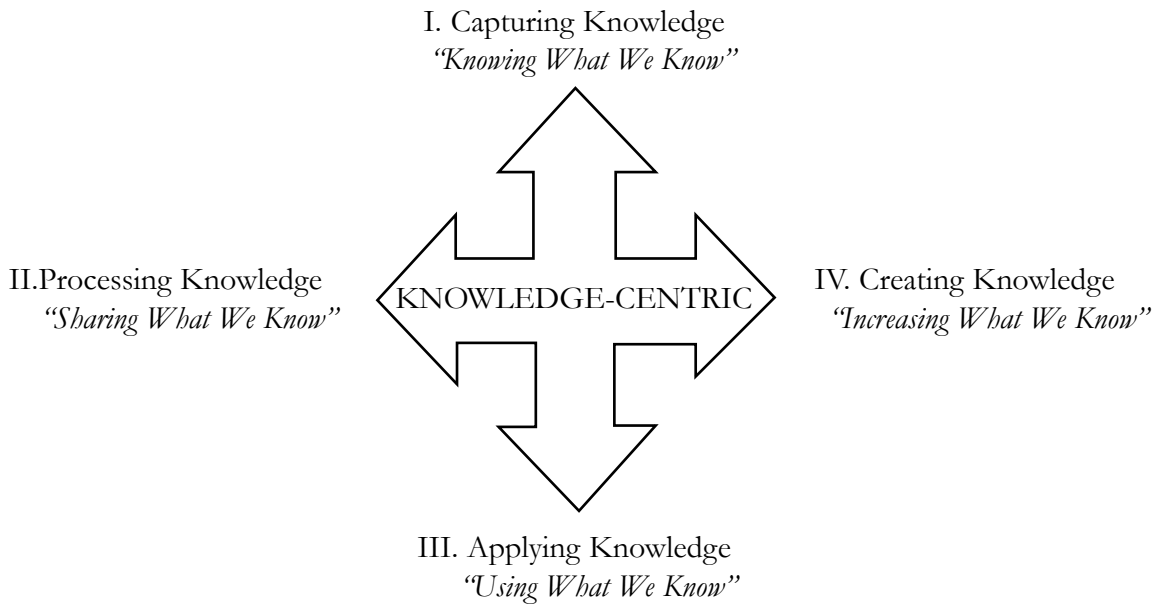 I. Capturing Knowledge
“Knowing What We Know”
II.Processing Knowledge
“Sharing What We Know”
KNOWLEDGE-CENTRIC
IV. Creating Knowledge
“Increasing What We Know”
III. Applying Knowledge
“Using What We Know”